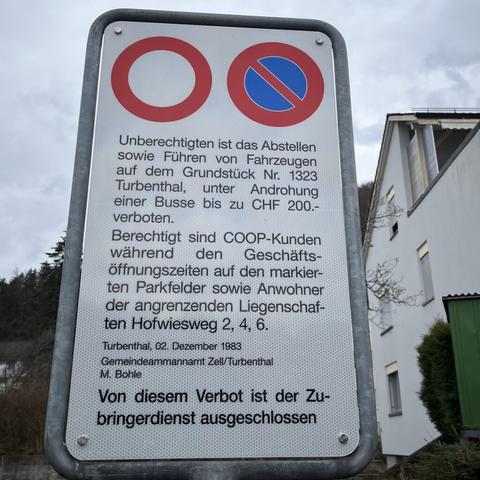 Unberechtigten ist das Abstellen
sowie Führen von Fahrzeugen
auf dem Grundstück Nr. 1323
Turbenthal, unter Androhung
einer Busse bis zu CHF 200.-
verboten.
Berechtigt sind COOP-Kunden
während den Geschäfts-
öffnungszeiten auf den markier-
ten Parkfelder sowie Anwohner
der angrenzenden Liegenschaf-
ten Hofwiesweg 2, 4, 6.
Turbenthal, 02. Dezember 1983
Gemeindeammannamt Zell/Turbenthal
M. Bohle
Von diesem Verbot ist der Zu-
bringerdienst ausgeschlossen